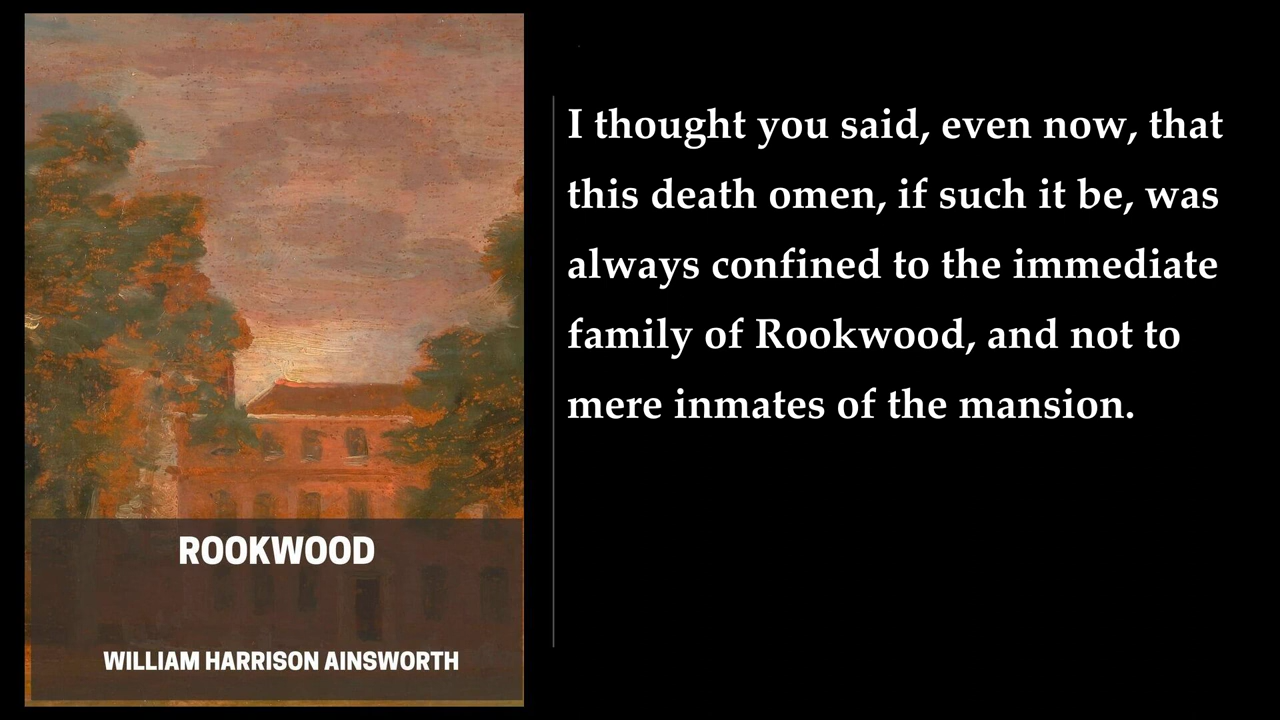 ROOKWOOD
WILLIAM HARRISON AINSWORTH
I thought you said, even now, that
this death omen, if such it be, was
always confined to the immediate
family of Rookwood, and not to
mere inmates of the mansion.